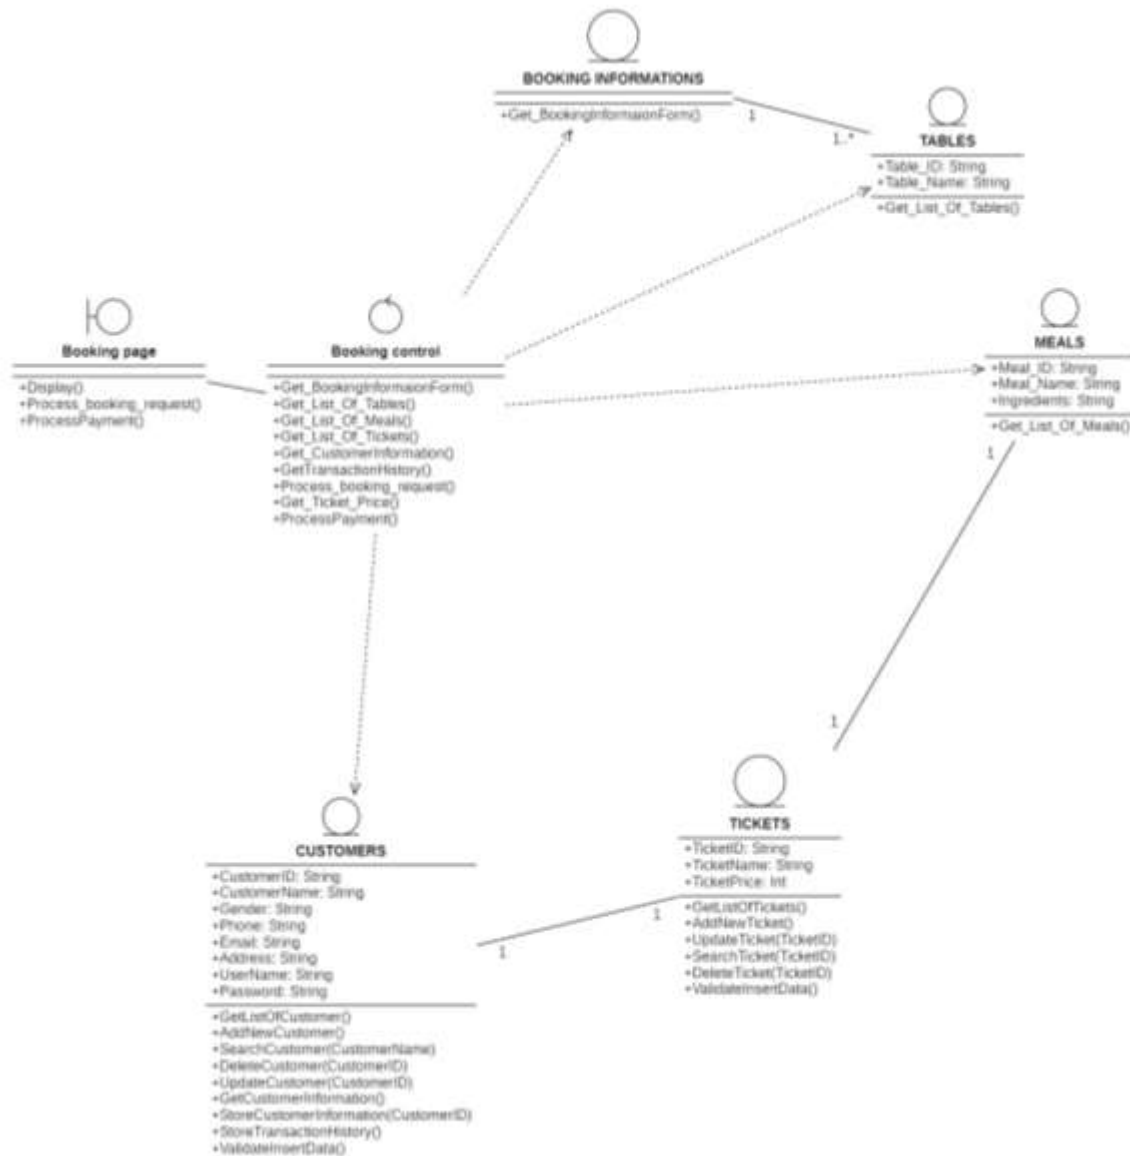 BOOKING INFORMATIONS
+Get_BookingInformaionForm()
1
1..*
TABLES
+Table_ID: String
+Table_Name: String
+Get_List_Of_Tables()
Booking page
+Display()
+Process_booking_request()
+ProcessPayment()
Booking control
+Get_BookingInformaionForm()
+Get_List_Of_Tables()
+Get_List_Of_Meals()
+Get_List_Of_Tickets()
+Get_CustomerInformation()
+GetTransactionHistory()
+Process_booking_request()
+Get_Ticket_Price()
+ProcessPayment()
MEALS
+Meal_ID: String
+Meal_Name: String
+Ingredients: String
+Get_List_Of_Meals()
1
1
CUSTOMERS
+CustomerID: String
+CustomerName: String
+Gender: String
+Phone: String
+Email: String
+Address: String
+UserName: String
+Password: String
+GetListOfCustomer()
+AddNewCustomer()
+SearchCustomer(CustomerName)
+DeleteCustomer(CustomerID)
+UpdateCustomer(CustomerID)
+GetCustomerInformation()
+StoreCustomerInformation(CustomerID)
+StoreTransactionHistory()
+ValidateInsertData()
1
1
TICKETS
+TicketID: String
+TicketName: String
+TicketPrice: Int
+GetListOfTickets()
+AddNewTicket()
+UpdateTicket(TicketID)
+SearchTicket(TicketID)
+DeleteTicket(TicketID)
+ValidateInsertData()